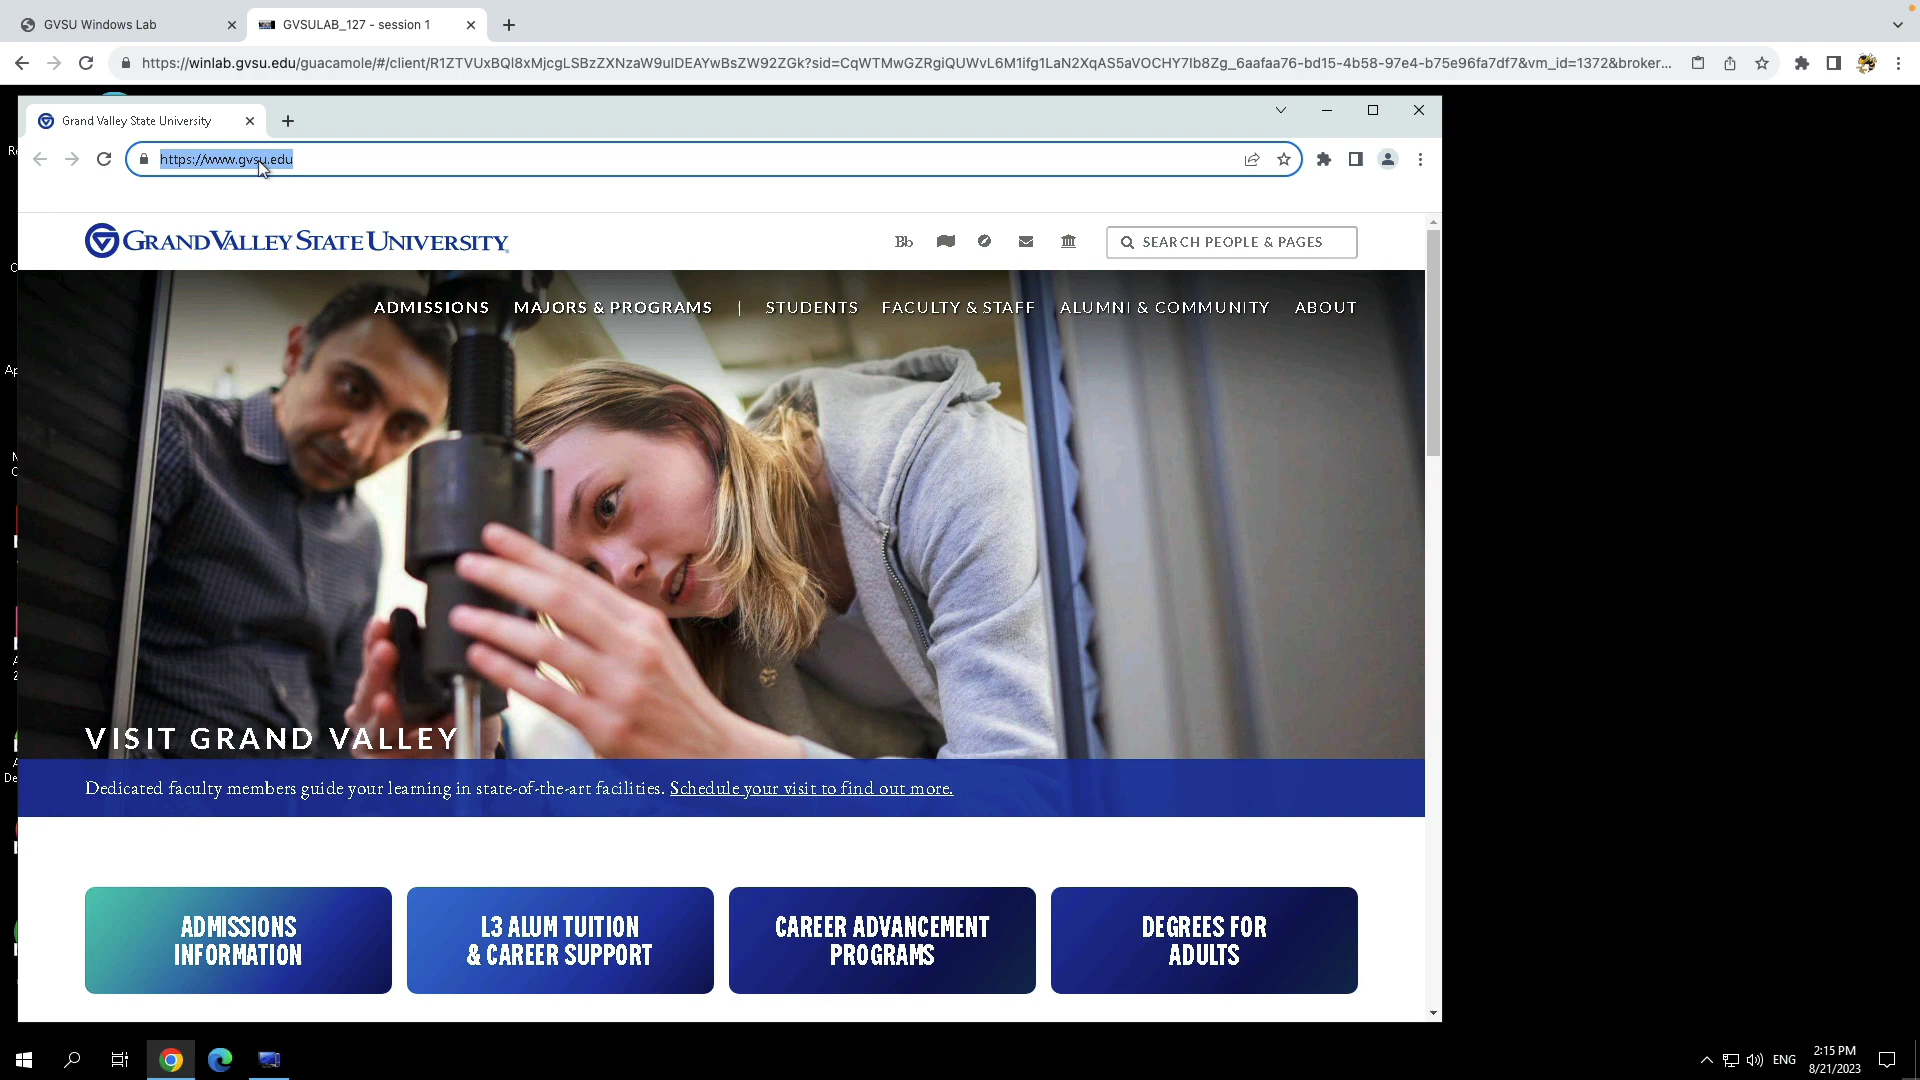 GVSU Windows Lab
GVSULAB_127 - session 1
https://winlab.gvsu.edu/guacamole/#/client/R1ZTVUxBQl8xMjcgLSBzZXNzaW9uIDEAYwBsZW92ZGk?sid=CqWTMwGZRgiQUWvL6M1ifg1LaN2XqAS5aVOCHY7lb8Zg_6aafaa76-bd15-4b58-97e4-b75e96fa7df7&vm_id=1372&broker...
Grand Valley State University
https://www.gvsu.edu
GRAND VALLEY STATE UNIVERSITY.
Bb
SEARCH PEOPLE & PAGES
ADMISSIONS MAJORS & PROGRAMS | STUDENTS FACULTY & STAFF ALUMNI & COMMUNITY ABOUT
VISIT GRAND VALLEY
Dedicated faculty members guide your learning in state-of-the-art facilities. Schedule your visit to find out more.
ADMISSIONS
INFORMATION
L3 ALUM TUITION
& CAREER SUPPORT
CAREER ADVANCEMENT
PROGRAMS
DEGREES FOR
ADULTS
ENG
2:15 PM
8/21/2023